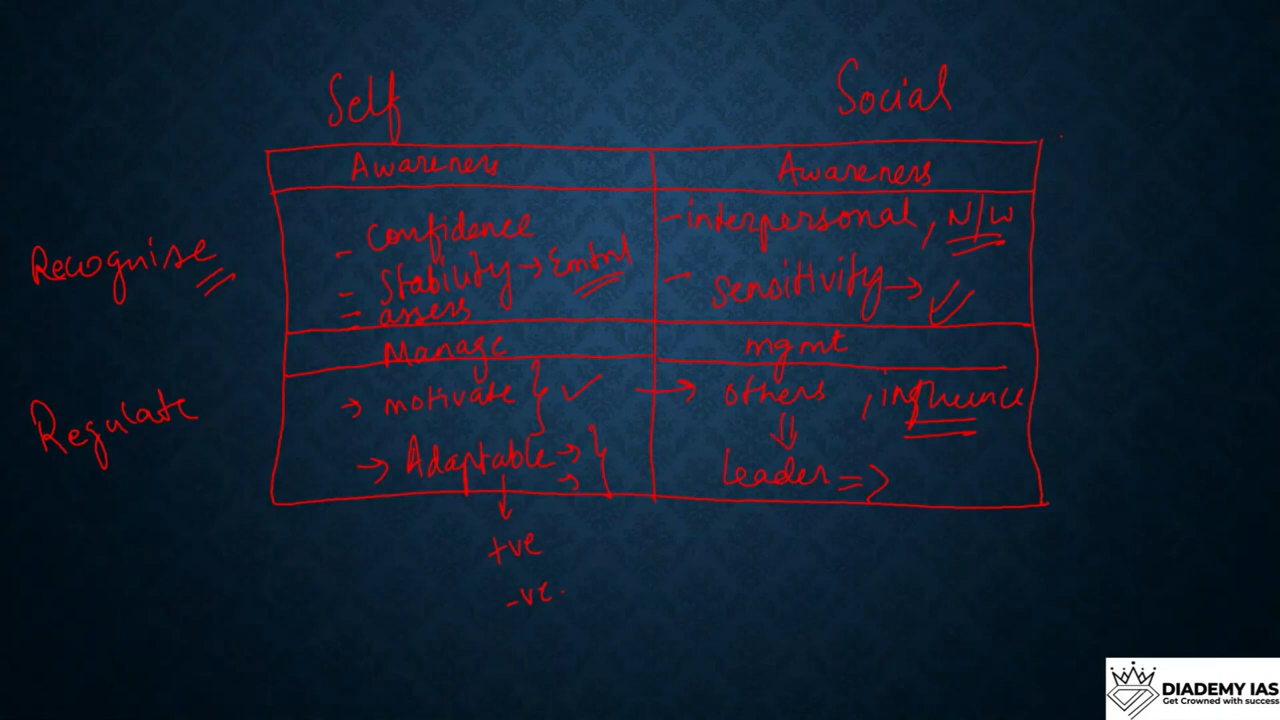 Self Social
Awareness Awareness
Recognise
- Confidence
- Stability → Emtnl
= assess
- interpersonal, N/W
- sensitivity →
Manage mgmt
Regulate
→ motivate
→ Adaptable →
→ others, influence
Leader =>
+ve
-ve.
DIADEMY IAS
Get Crowned with success